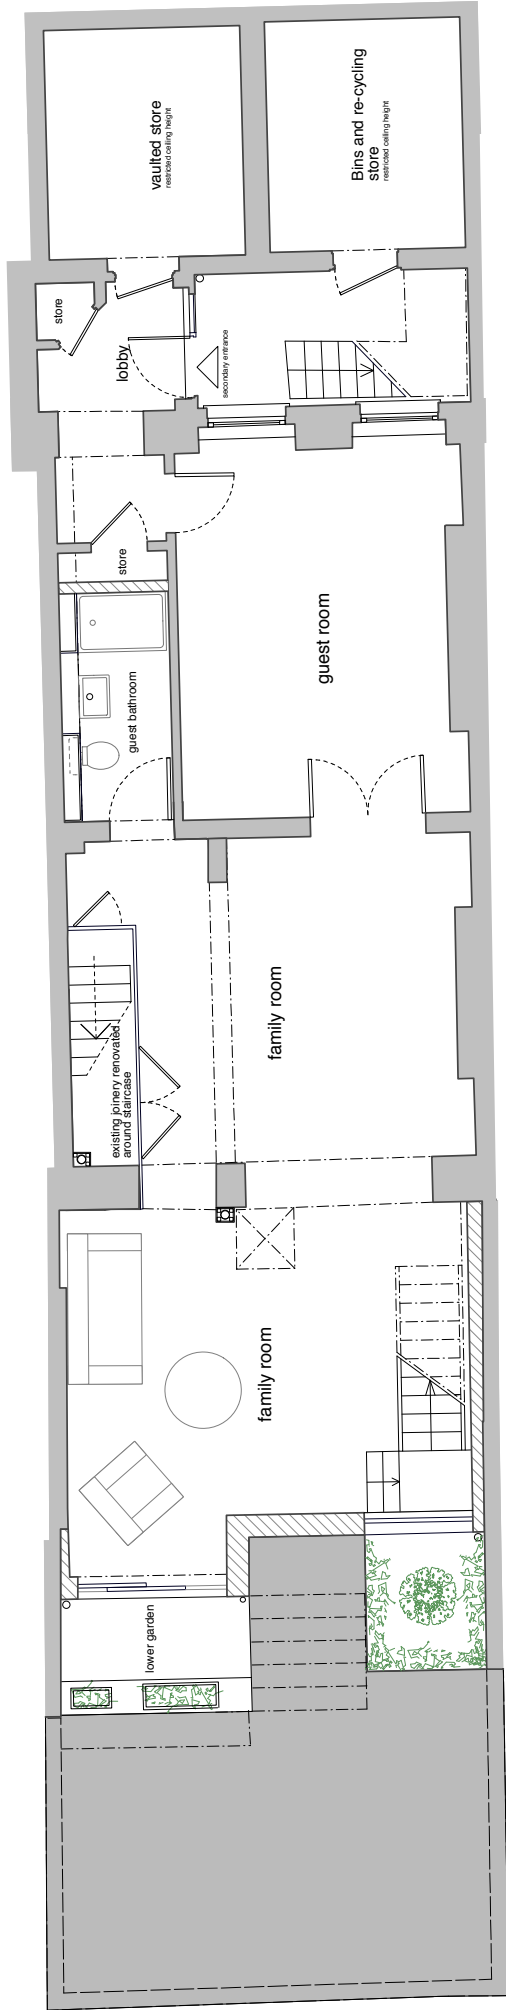 vaulted store
restricted ceiling height
Bins and re-cycling
store
restricted ceiling height
store
lobby
secondary entrance
store
guest room
guest bathroom
family room
existing joinery renovated
around staircase
family room
lower garden